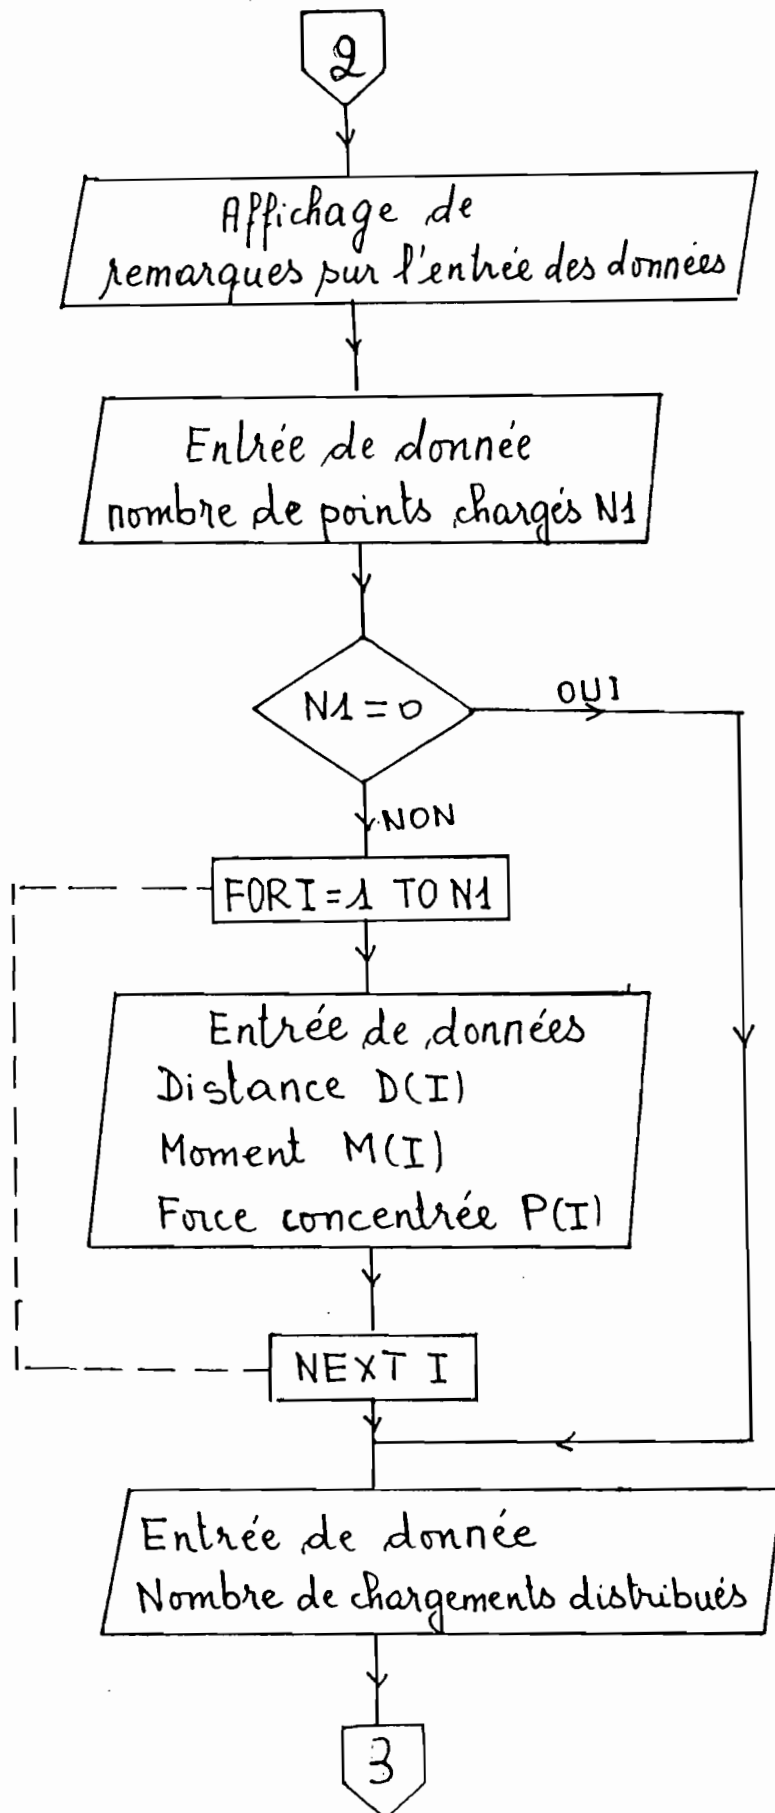 2
Affichage de
remarques sur l'entrée des données
Entrée de donnée
nombre de points chargés N1
N1 = 0
OUI
NON
FOR I = 1 TO N1
Entrée de données
Distance D(I)
Moment M(I)
Force concentrée P(I)
NEXT I
Entrée de donnée
Nombre de chargements distribués
3